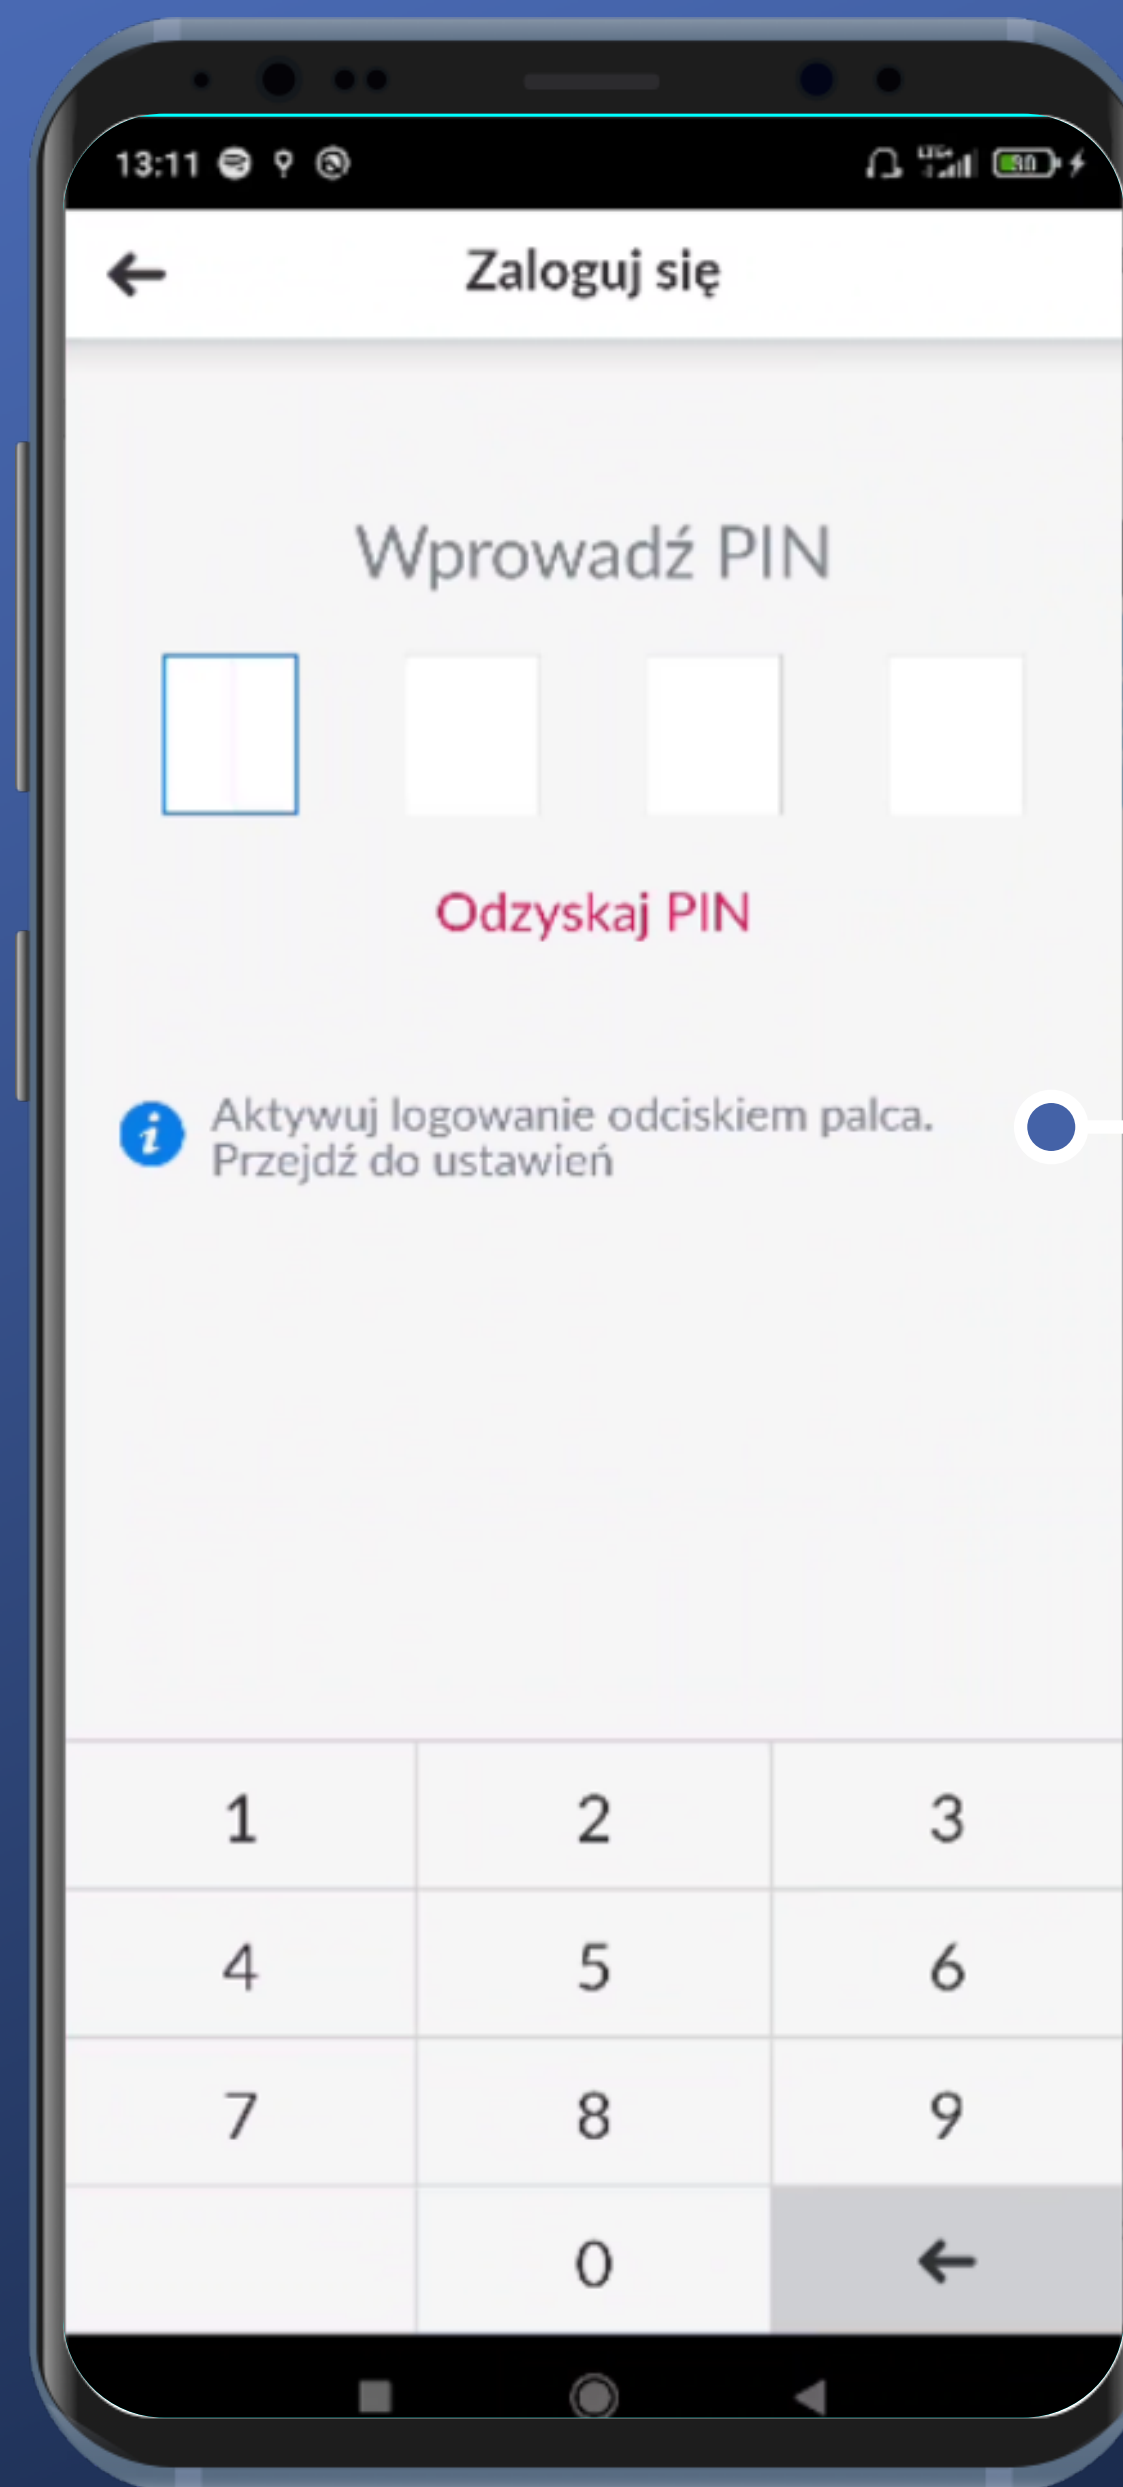 13:11
90
Zaloguj się
Wprowadź PIN
Odzyskaj PIN
i Aktywuj logowanie odciskiem palca.
Przejdź do ustawień
1 2 3
4 5 6
7 8 9
0